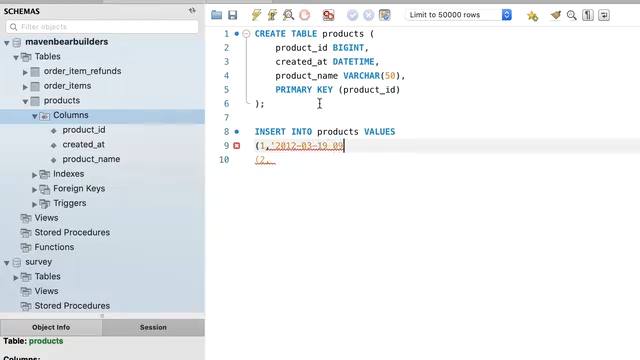 SCHEMAS
Filter objects
mavenbearbuilders
Tables
order_item_refunds
order_items
products
Columns
product_id
created_at
product_name
Indexes
Foreign Keys
Triggers
Views
Stored Procedures
Functions
survey
Tables
Views
Stored Procedures
Object Info
Session
Table: products
Columns:
Limit to 50000 rows
1 CREATE TABLE products (
2 product_id BIGINT,
3 created_at DATETIME,
4 product_name VARCHAR(50),
5 PRIMARY KEY (product_id)
6 );
7
8 INSERT INTO products VALUES
9 (1,'2012-03-19 09
10 (2,